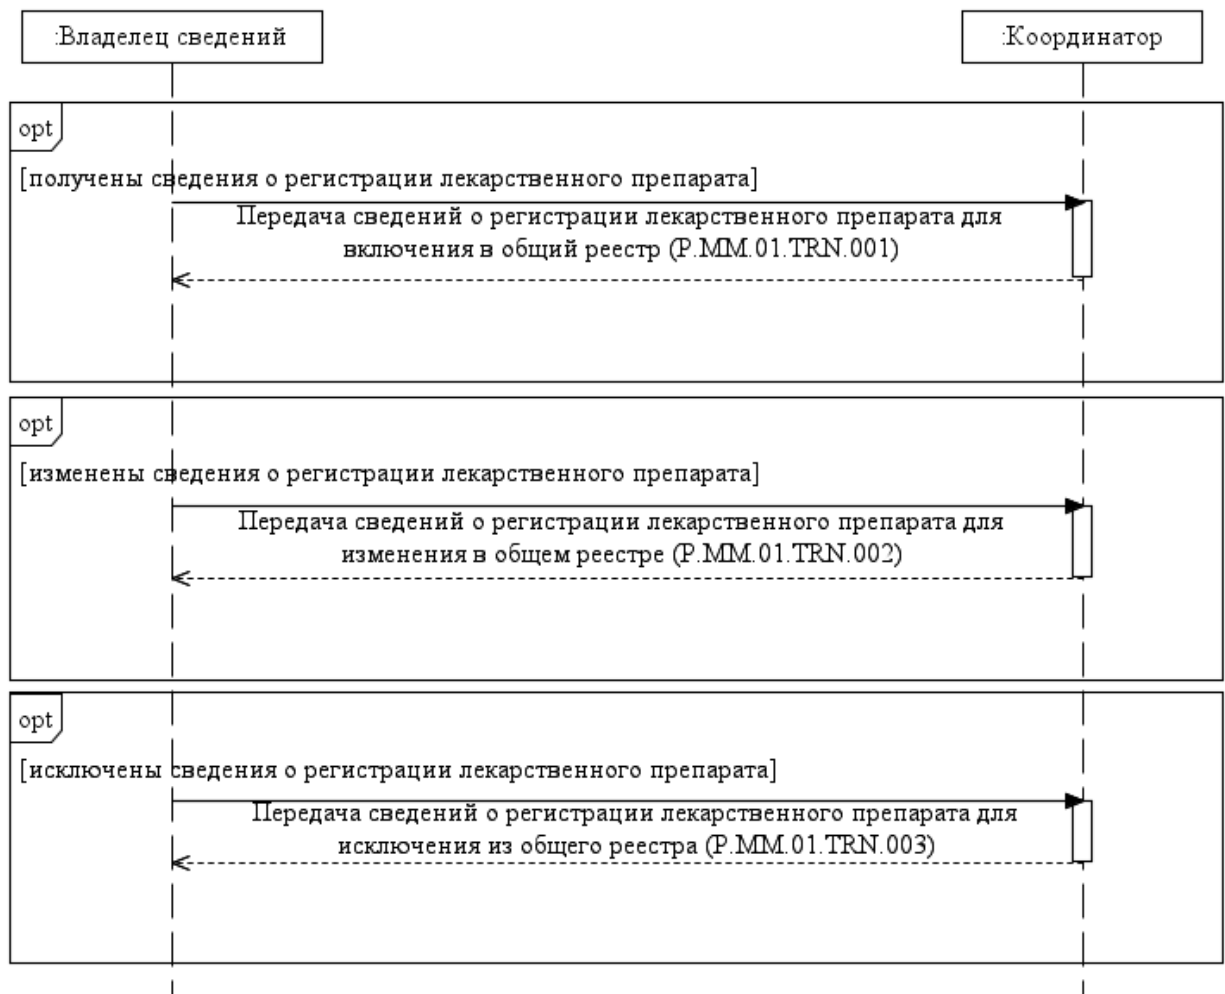 :Владелец сведений
:Координатор
opt
[получены сведения о регистрации лекарственного препарата]
Передача сведений о регистрации лекарственного препарата для
включения в общий реестр (P.MM.01.TRN.001)
opt
[изменены сведения о регистрации лекарственного препарата]
Передача сведений о регистрации лекарственного препарата для
изменения в общем реестре (P.MM.01.TRN.002)
opt
[исключены сведения о регистрации лекарственного препарата]
Передача сведений о регистрации лекарственного препарата для
исключения из общего реестра (P.MM.01.TRN.003)